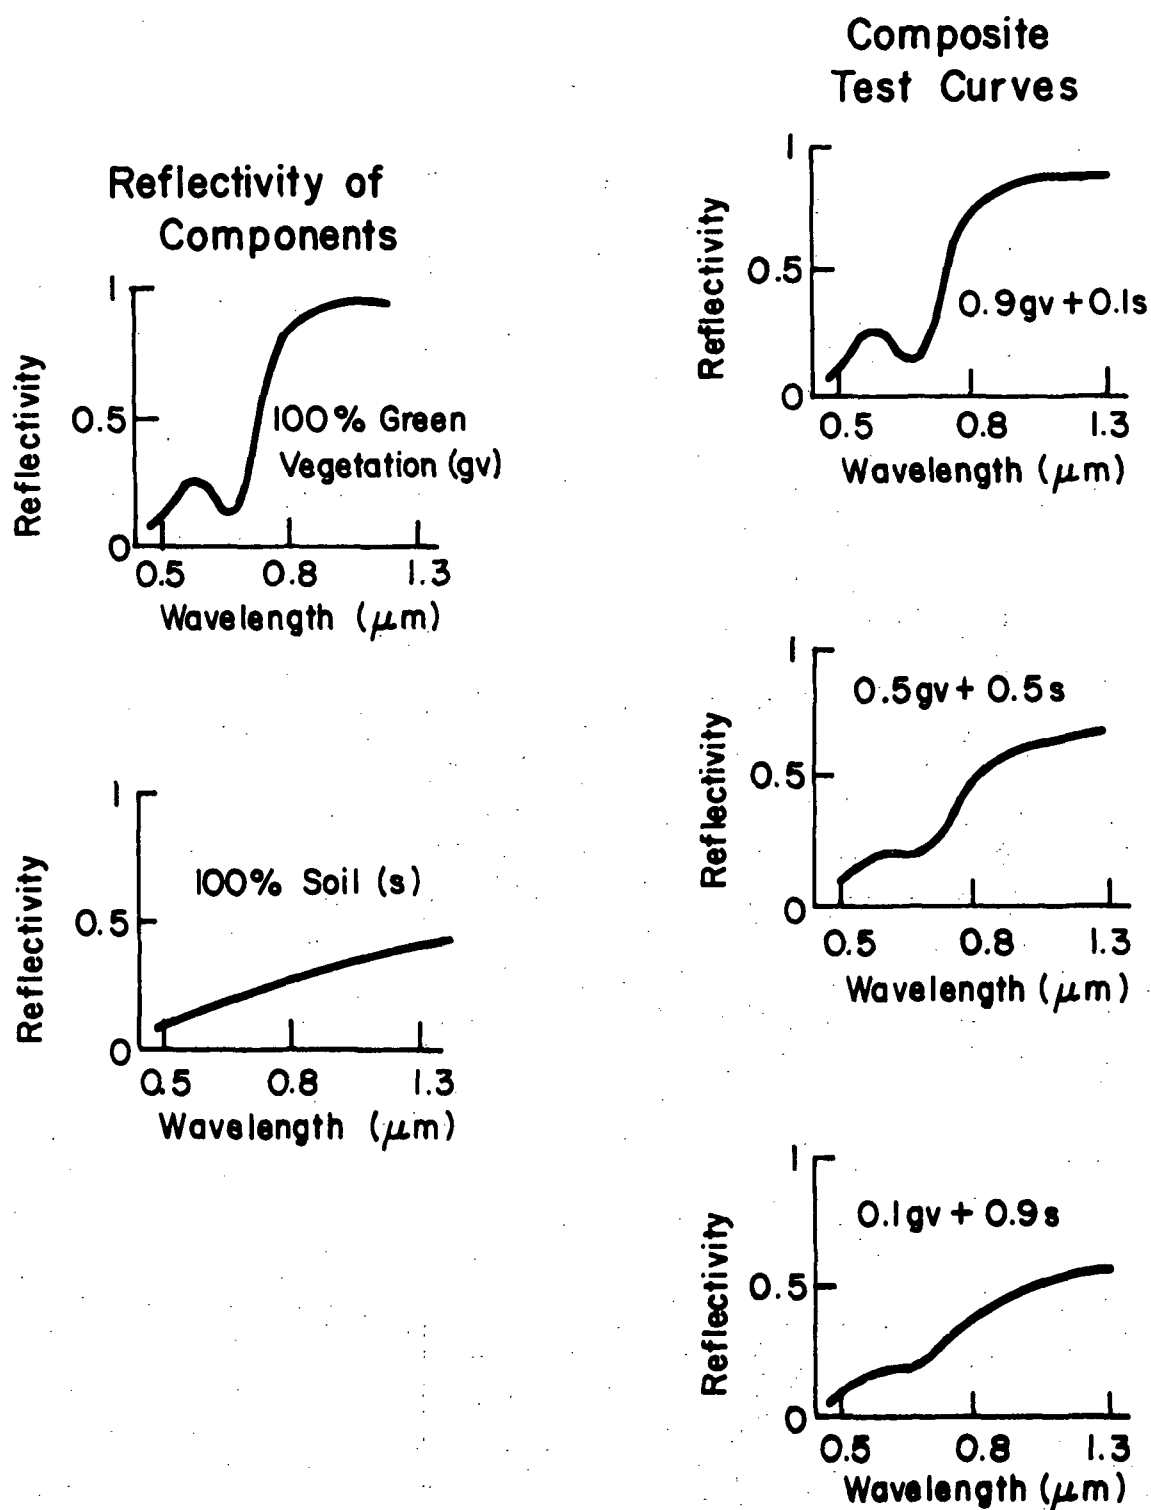 Reflectivity of
Components
1
0.5
0
Reflectivity
100% Green
Vegetation (gv)
0.5 0.8 1.3
Wavelength (μm)
1
0.5
0
Reflectivity
100% Soil (s)
0.5 0.8 1.3
Wavelength (μm)
Composite
Test Curves
1
0.5
0
Reflectivity
0.9gv + 0.1s
0.5 0.8 1.3
Wavelength (μm)
1
0.5
0
Reflectivity
0.5gv + 0.5s
0.5 0.8 1.3
Wavelength (μm)
1
0.5
0
Reflectivity
0.1gv + 0.9s
0.5 0.8 1.3
Wavelength (μm)